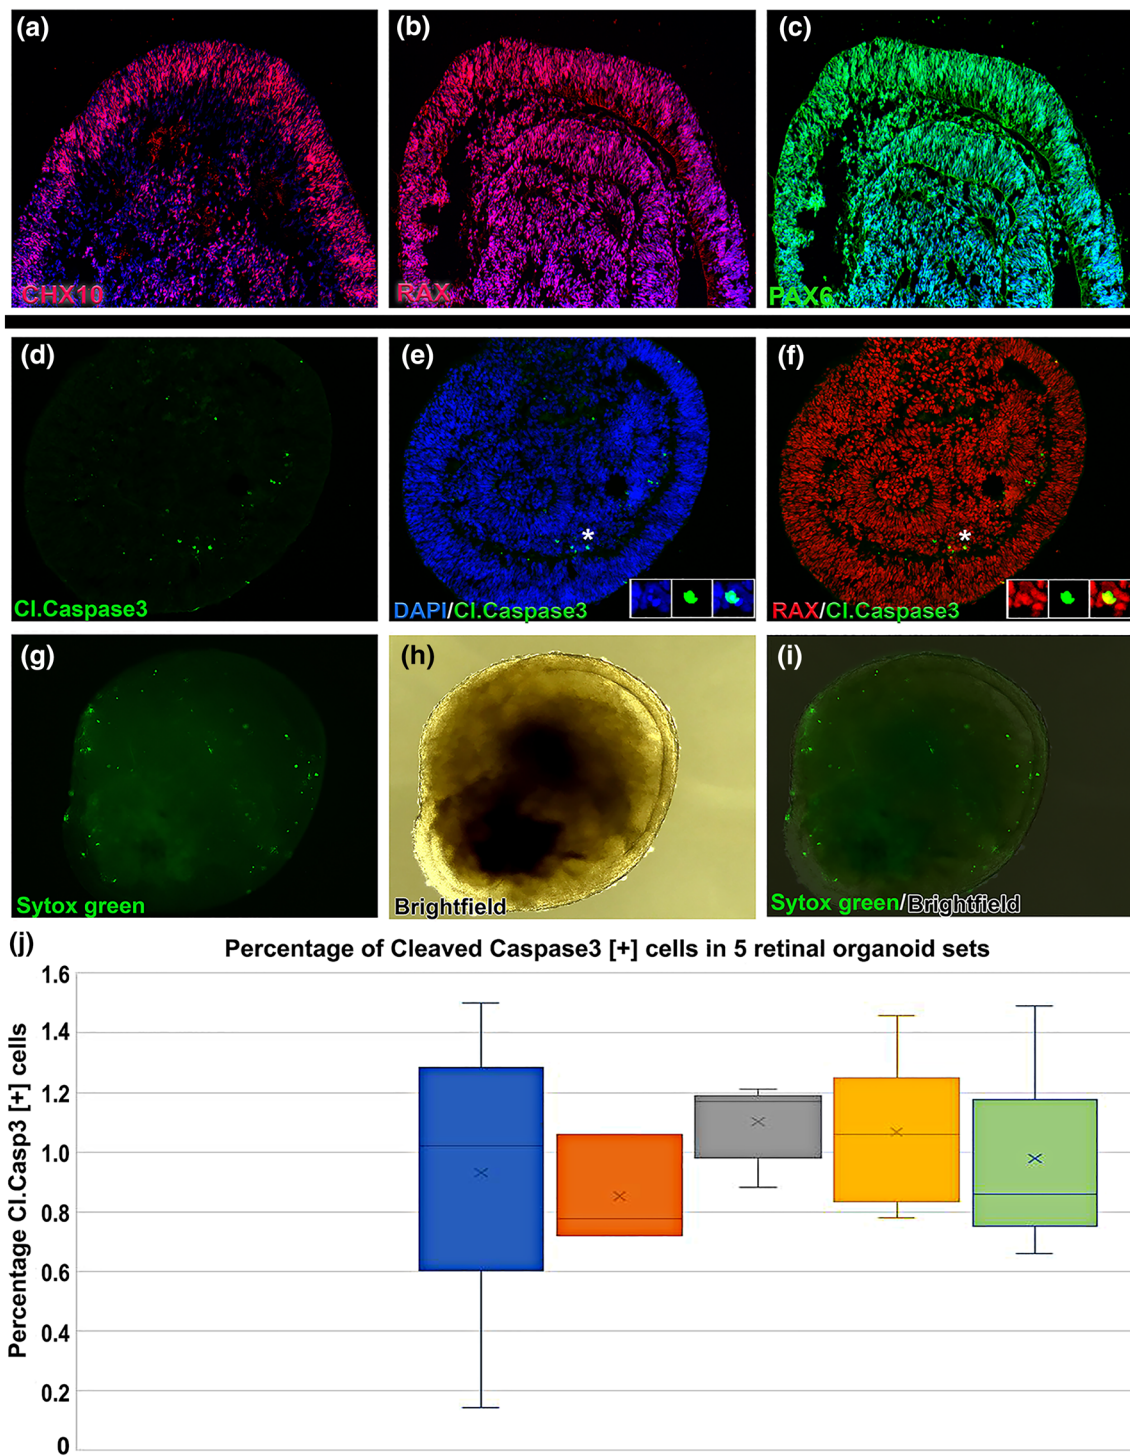 (a)
(b)
(c)
CHX10
RAX
PAX6
(d)
(e)
(f)
*
*
Cl.Caspase3
DAPI/Cl.Caspase3
RAX/Cl.Caspase3
(g)
(h)
(i)
Sytox green
Brightfield
Sytox green/Brightfield
(j)
Percentage of Cleaved Caspase3 [+] cells in 5 retinal organoid sets
Percentage Cl.Casp3 [+] cells
1.6
1.4
1.2
1.0
0.8
0.6
0.4
0.2
0